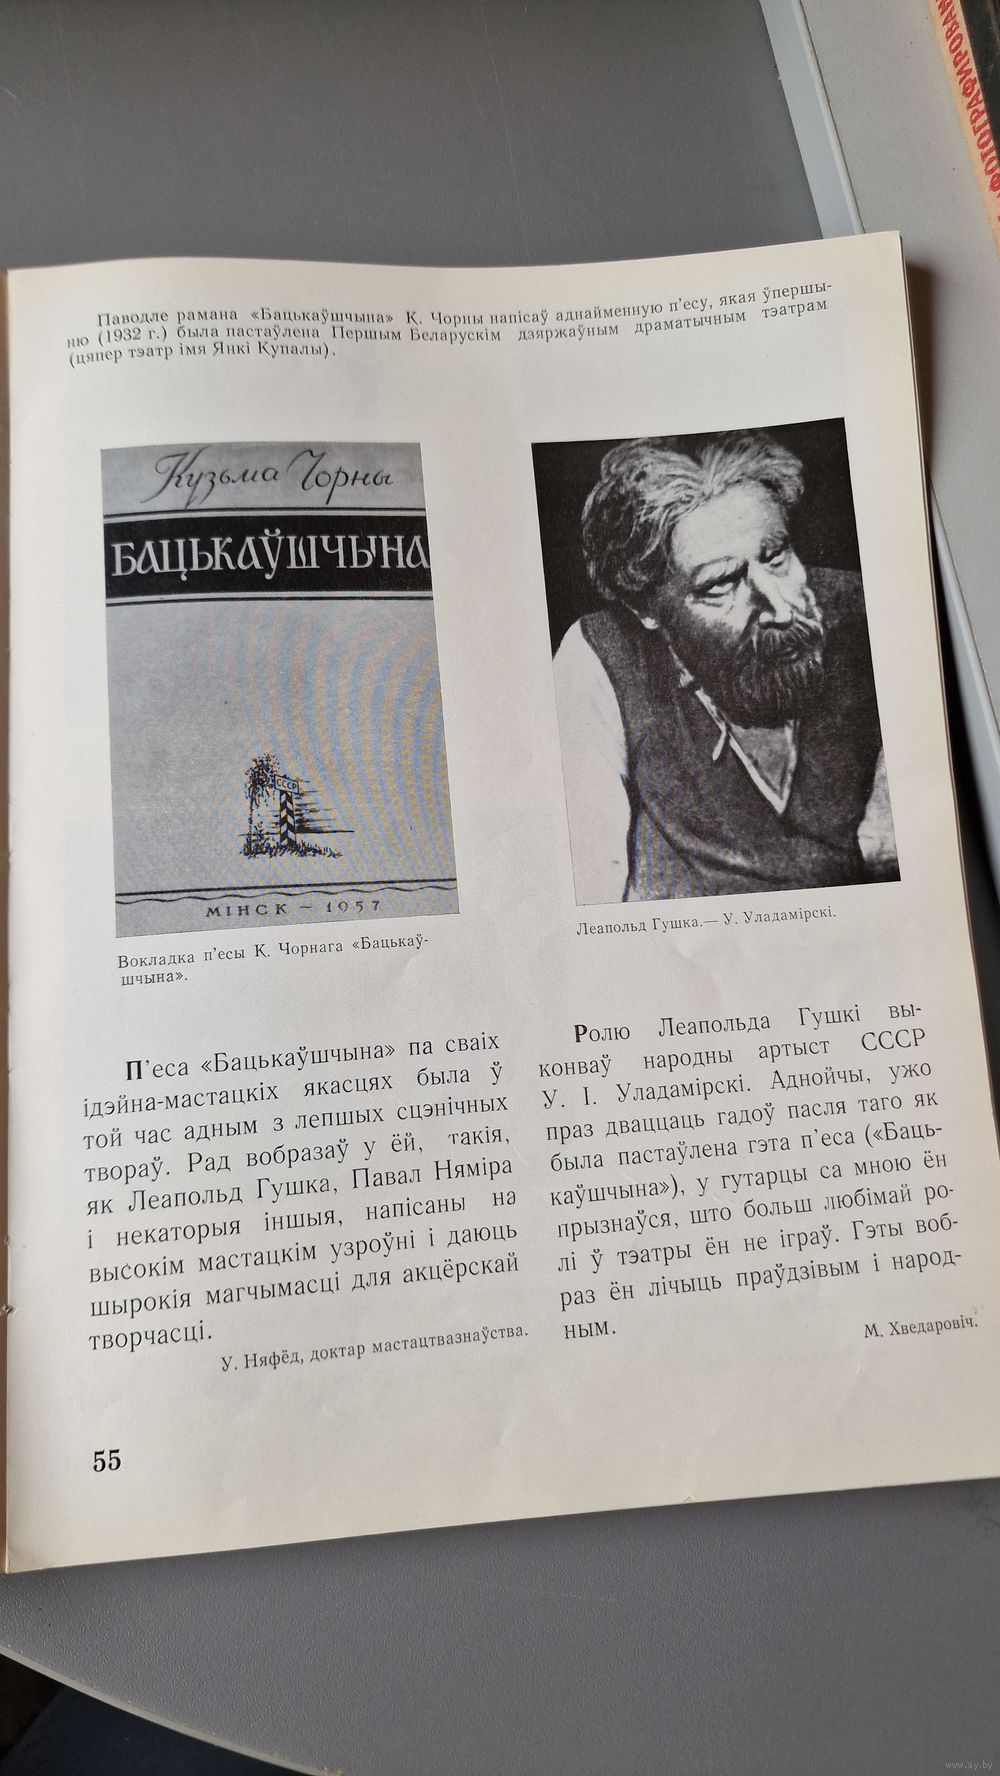 ФОТОГРАФИРОВАН
Паводле рамана «Бацькаўшчына» К. Чорны напісаў аднайменную п'есу, якая ўпершы-
ню (1932 г.) была пастаўлена Першым Беларускім дзяржаўным драматычным тэатрам
(цяпер тэатр імя Янкі Купалы).
Кузьма Чорны
БАЦЬКАЎШЧЫНА
СССР
МІНСК – 1957
Вокладка п'есы К. Чорнага «Бацькаў-
шчына».
Леапольд Гушка.— У. Уладамірскі.
П'еса «Бацькаўшчына» па сваіх
ідэйна-мастацкіх якасцях была ў
той час адным з лепшых сцэнічных
твораў. Рад вобразаў у ёй, такія,
як Леапольд Гушка, Павал Няміра
і некаторыя іншыя, напісаны на
высокім мастацкім узроўні і даюць
шырокія магчымасці для акцёрскай
творчасці.
У. Няфёд, доктар мастацтвазнаўства.
Ролю Леапольда Гушкі вы-
конваў народны артыст СССР
У. І. Уладамірскі. Аднойчы, ужо
праз дваццаць гадоў пасля таго як
была пастаўлена гэта п'еса («Баць-
каўшчына»), у гутарцы са мною ён
прызнаўся, што больш любімай ро-
лі ў тэатры ён не іграў. Гэты воб-
раз ён лічыць праўдзівым і народ-
ным.
М. Хведаровіч.
55
www.ay.by